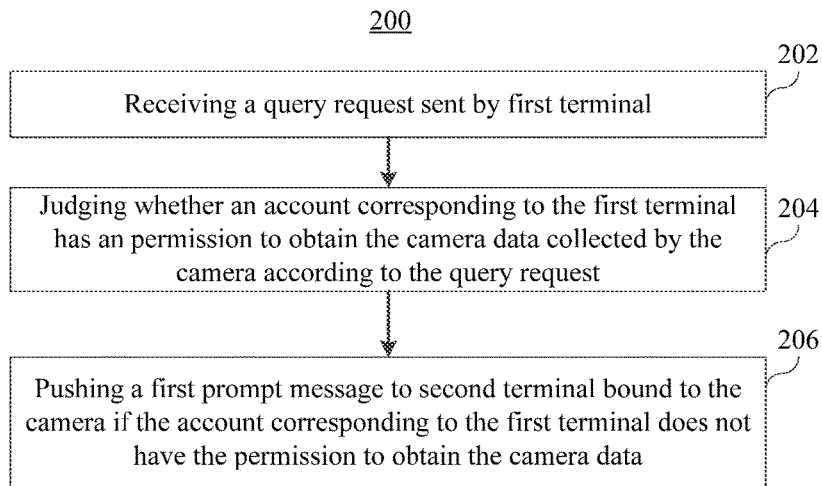 200
202
Receiving a query request sent by first terminal
204
Judging whether an account corresponding to the first terminal
has an permission to obtain the camera data collected by the
camera according to the query request
206
Pushing a first prompt message to second terminal bound to the
camera if the account corresponding to the first terminal does not
have the permission to obtain the camera data